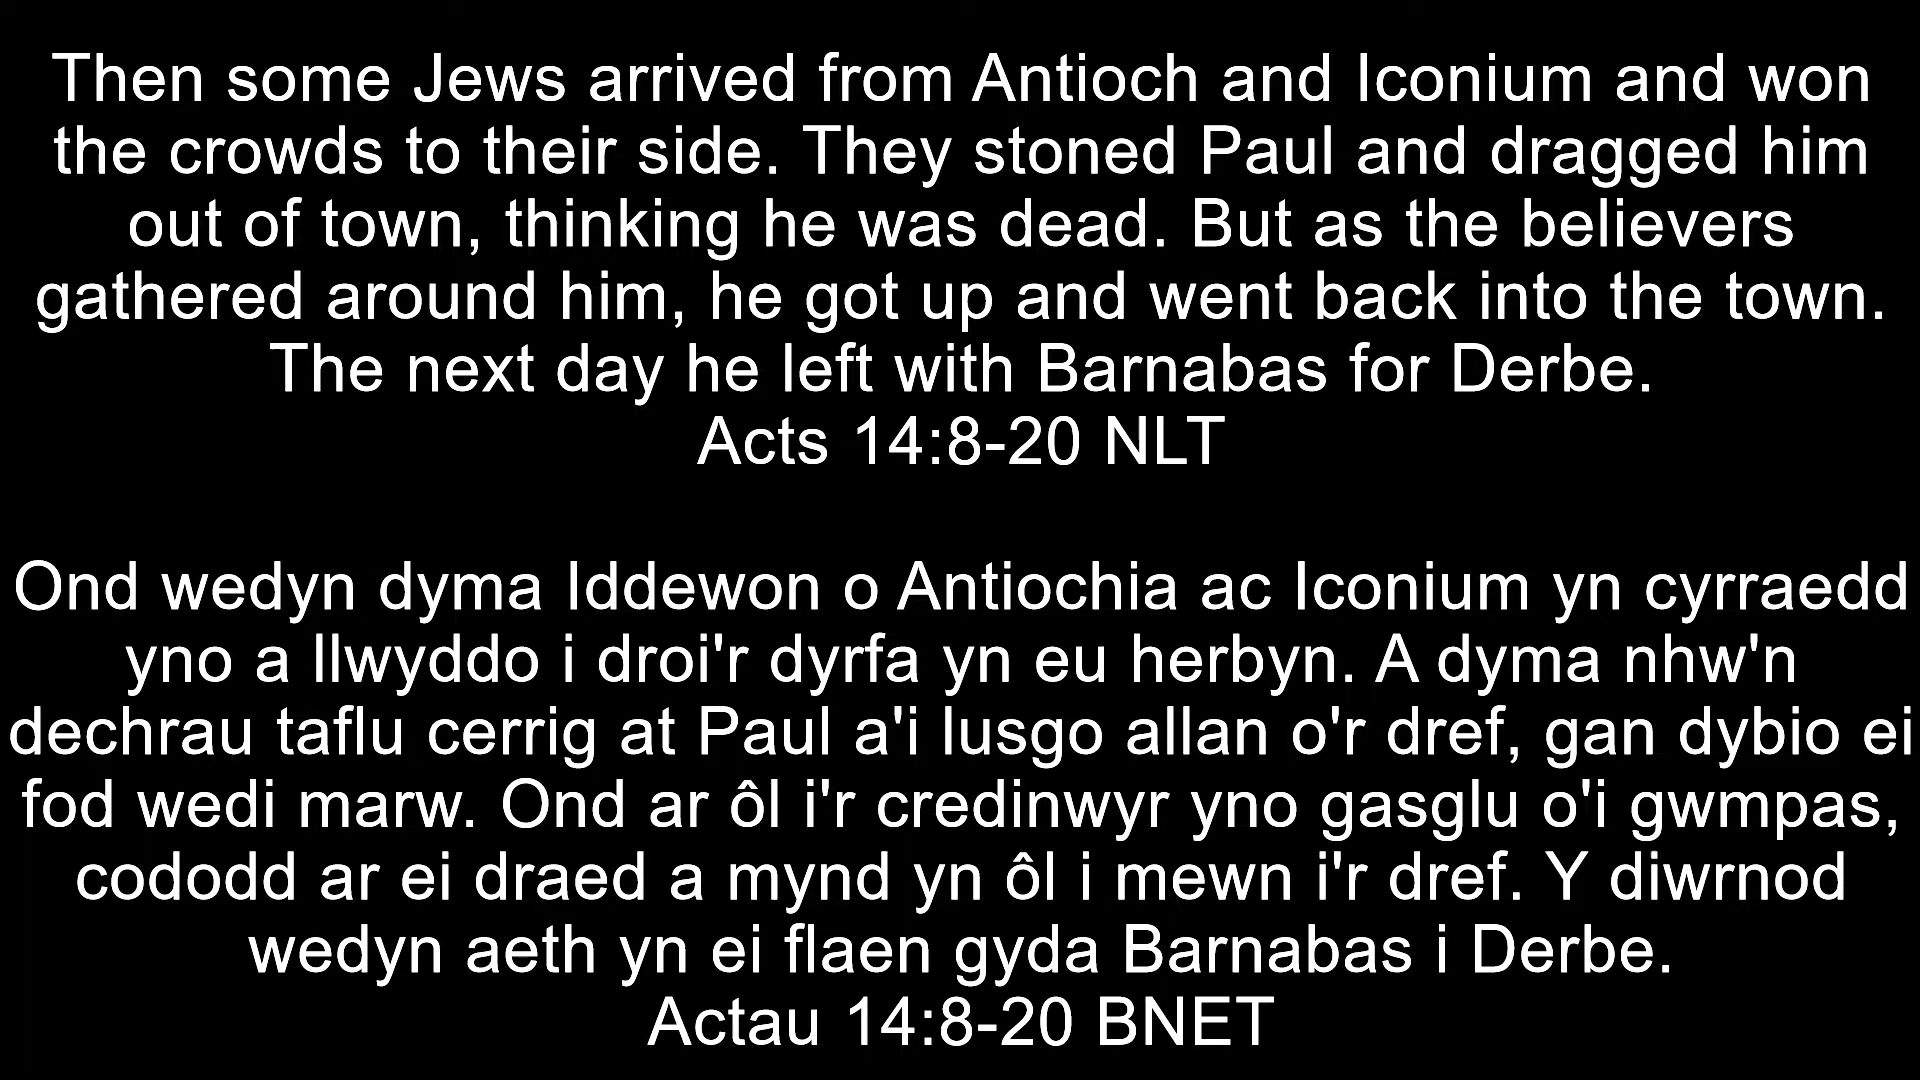 Then some Jews arrived from Antioch and Iconium and won
the crowds to their side. They stoned Paul and dragged him
out of town, thinking he was dead. But as the believers
gathered around him, he got up and went back into the town.
The next day he left with Barnabas for Derbe.
Acts 14:8-20 NLT
Ond wedyn dyma Iddewon o Antiochia ac Iconium yn cyrraedd
yno a llwyddo i droi'r dyrfa yn eu herbyn. A dyma nhw'n
dechrau taflu cerrig at Paul a'i lusgo allan o'r dref, gan dybio ei
fod wedi marw. Ond ar ôl i'r credinwyr yno gasglu o'i gwmpas,
cododd ar ei draed a mynd yn ôl i mewn i'r dref. Y diwrnod
wedyn aeth yn ei flaen gyda Barnabas i Derbe.
Actau 14:8-20 BNET